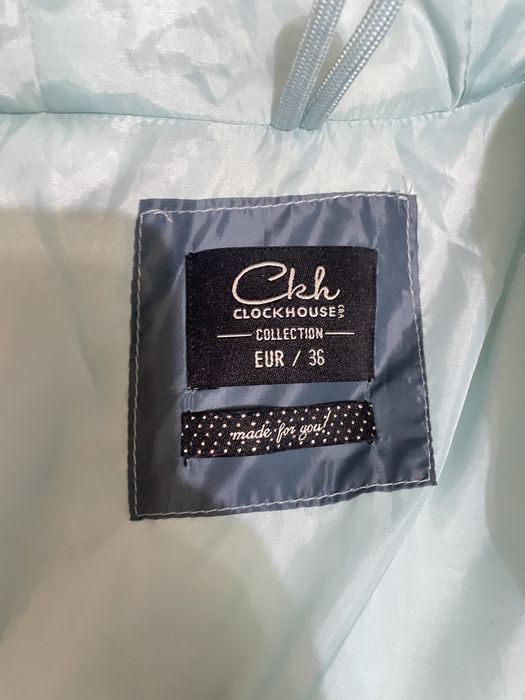 Ckh
CLOCKHOUSE C&A
COLLECTION
EUR / 36
made for you!